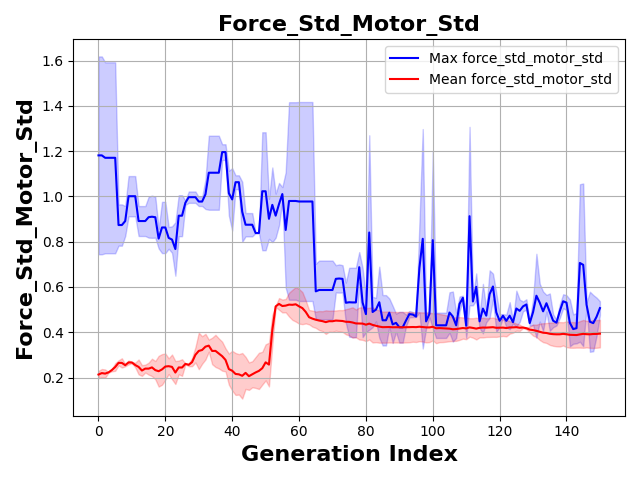 Force_Std_Motor_Std
Max force_std_motor_std
Mean force_std_motor_std
Force_Std_Motor_Std
1.6
1.4
1.2
1.0
0.8
0.6
0.4
0.2
0 20 40 60 80 100 120 140
Generation Index